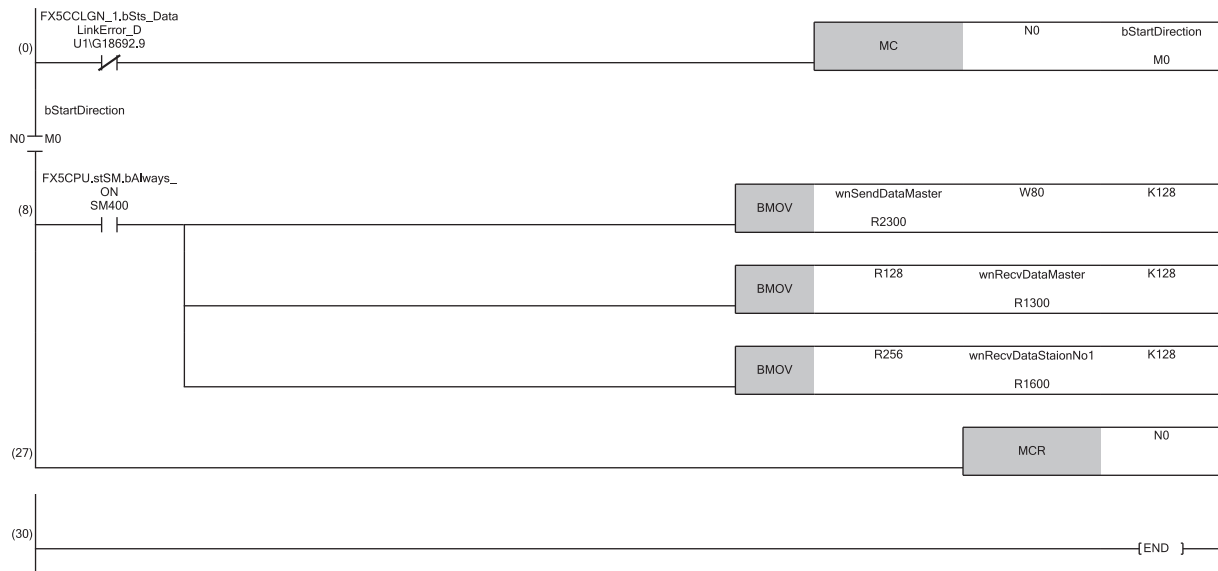 FX5CCLGN_1.bSts_Data
LinkError_D
U1\G18692.9
(0)
MC N0 bStartDirection
M0
bStartDirection
N0 M0
FX5CPU.stSM.bAlways_
ON
SM400
(8)
BMOV wnSendDataMaster W80 K128
R2300
BMOV R128 wnRecvDataMaster K128
R1300
BMOV R256 wnRecvDataStaionNo1 K128
R1600
(27)
MCR N0
(30)
[END ]